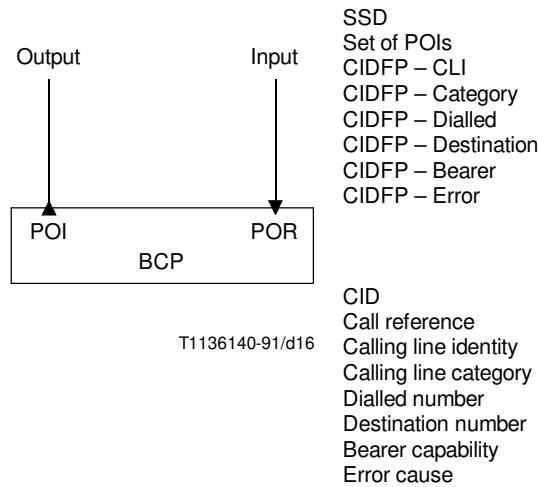 Output
Input
POI
POR
BCP
T1136140-91/d16
SSD
Set of POIs
CIDFP – CLI
CIDFP – Category
CIDFP – Dialled
CIDFP – Destination
CIDFP – Bearer
CIDFP – Error
CID
Call reference
Calling line identity
Calling line category
Dialled number
Destination number
Bearer capability
Error cause